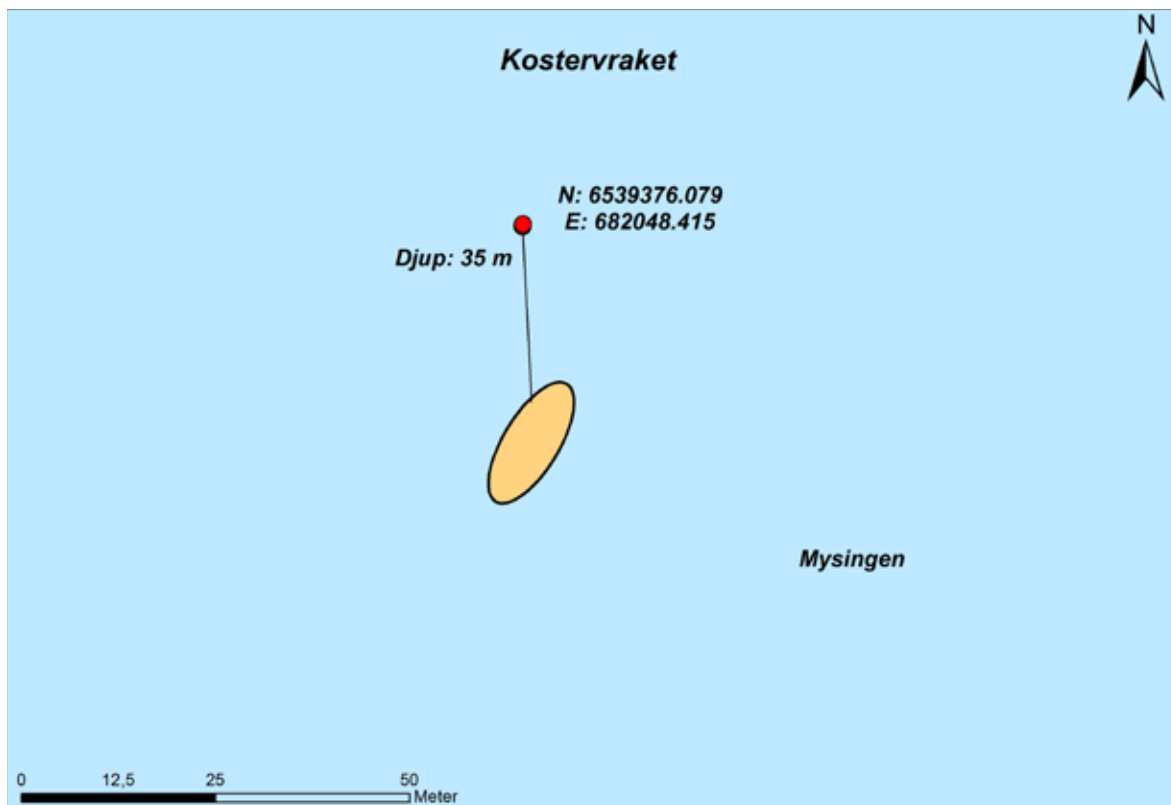 N
Kostervraket
N: 6539376.079
E: 682048.415
Djup: 35 m
Mysingen
0 12,5 25 50
Meter